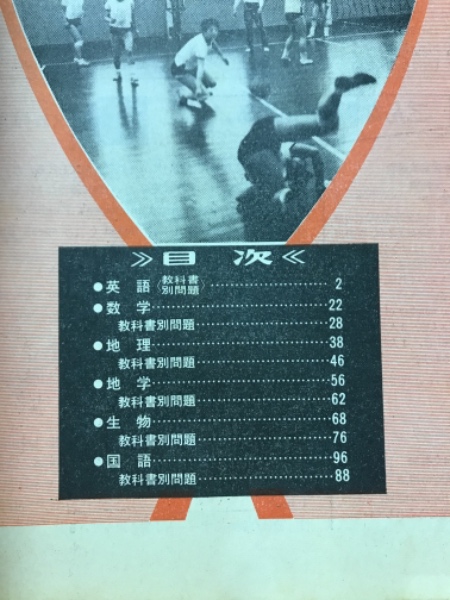 ≫目 次≪
●英 語〈教科書別問題〉…………………2
●数 学…………………………22
教科書別問題…………………28
●地 理…………………………38
教科書別問題…………………46
●地 学…………………………56
教科書別問題…………………62
●生 物…………………………68
教科書別問題…………………76
●国 語…………………………96
教科書別問題…………………88